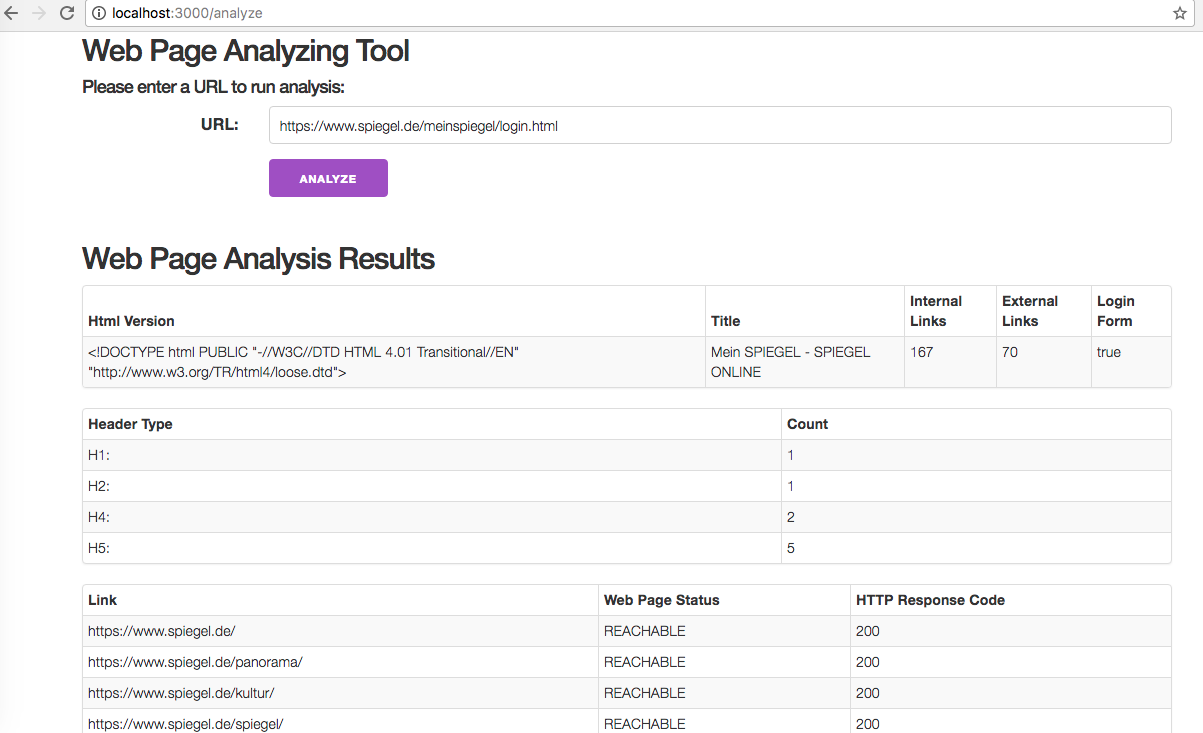 localhost:3000/analyze
Web Page Analyzing Tool
Please enter a URL to run analysis:
URL:
https://www.spiegel.de/meinspiegel/login.html
ANALYZE
Web Page Analysis Results
Html Version Title Internal Links External Links Login Form
<!DOCTYPE html PUBLIC "-//W3C//DTD HTML 4.01 Transitional//EN"
"http://www.w3.org/TR/html4/loose.dtd">
Mein SPIEGEL - SPIEGEL
ONLINE
167 70 true
Header Type Count
H1: 1
H2: 1
H4: 2
H5: 5
Link Web Page Status HTTP Response Code
https://www.spiegel.de/ REACHABLE 200
https://www.spiegel.de/panorama/ REACHABLE 200
https://www.spiegel.de/kultur/ REACHABLE 200
https://www.spiegel.de/spiegel/ REACHABLE 200